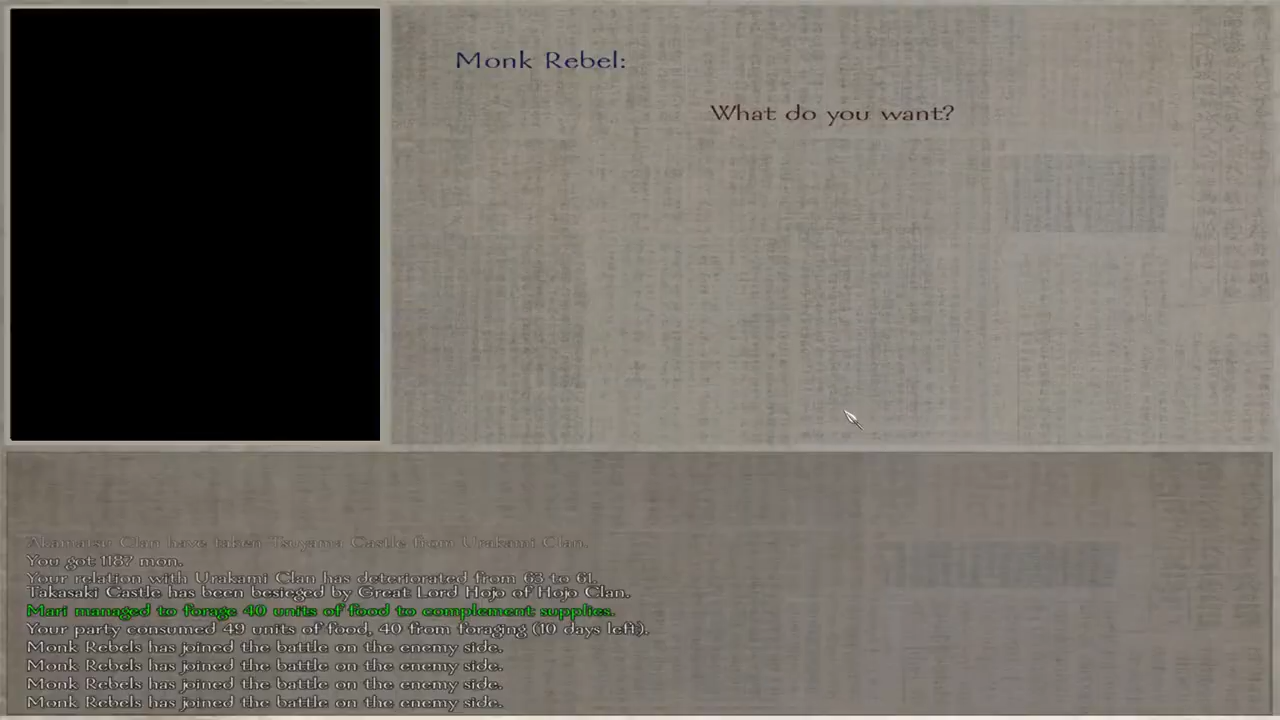 Monk Rebel:
What do you want?
Akamatsu Clan have taken Tsuyama Castle from Urakami Clan.
You got 1187 mon.
Your relation with Urakami Clan has deteriorated from 63 to 61.
Takasaki Castle has been besieged by Great Lord Hojo of Hojo Clan.
Mari managed to forage 40 units of food to complement supplies.
Your party consumed 49 units of food, 40 from foraging (10 days left).
Monk Rebels has joined the battle on the enemy side.
Monk Rebels has joined the battle on the enemy side.
Monk Rebels has joined the battle on the enemy side.
Monk Rebels has joined the battle on the enemy side.